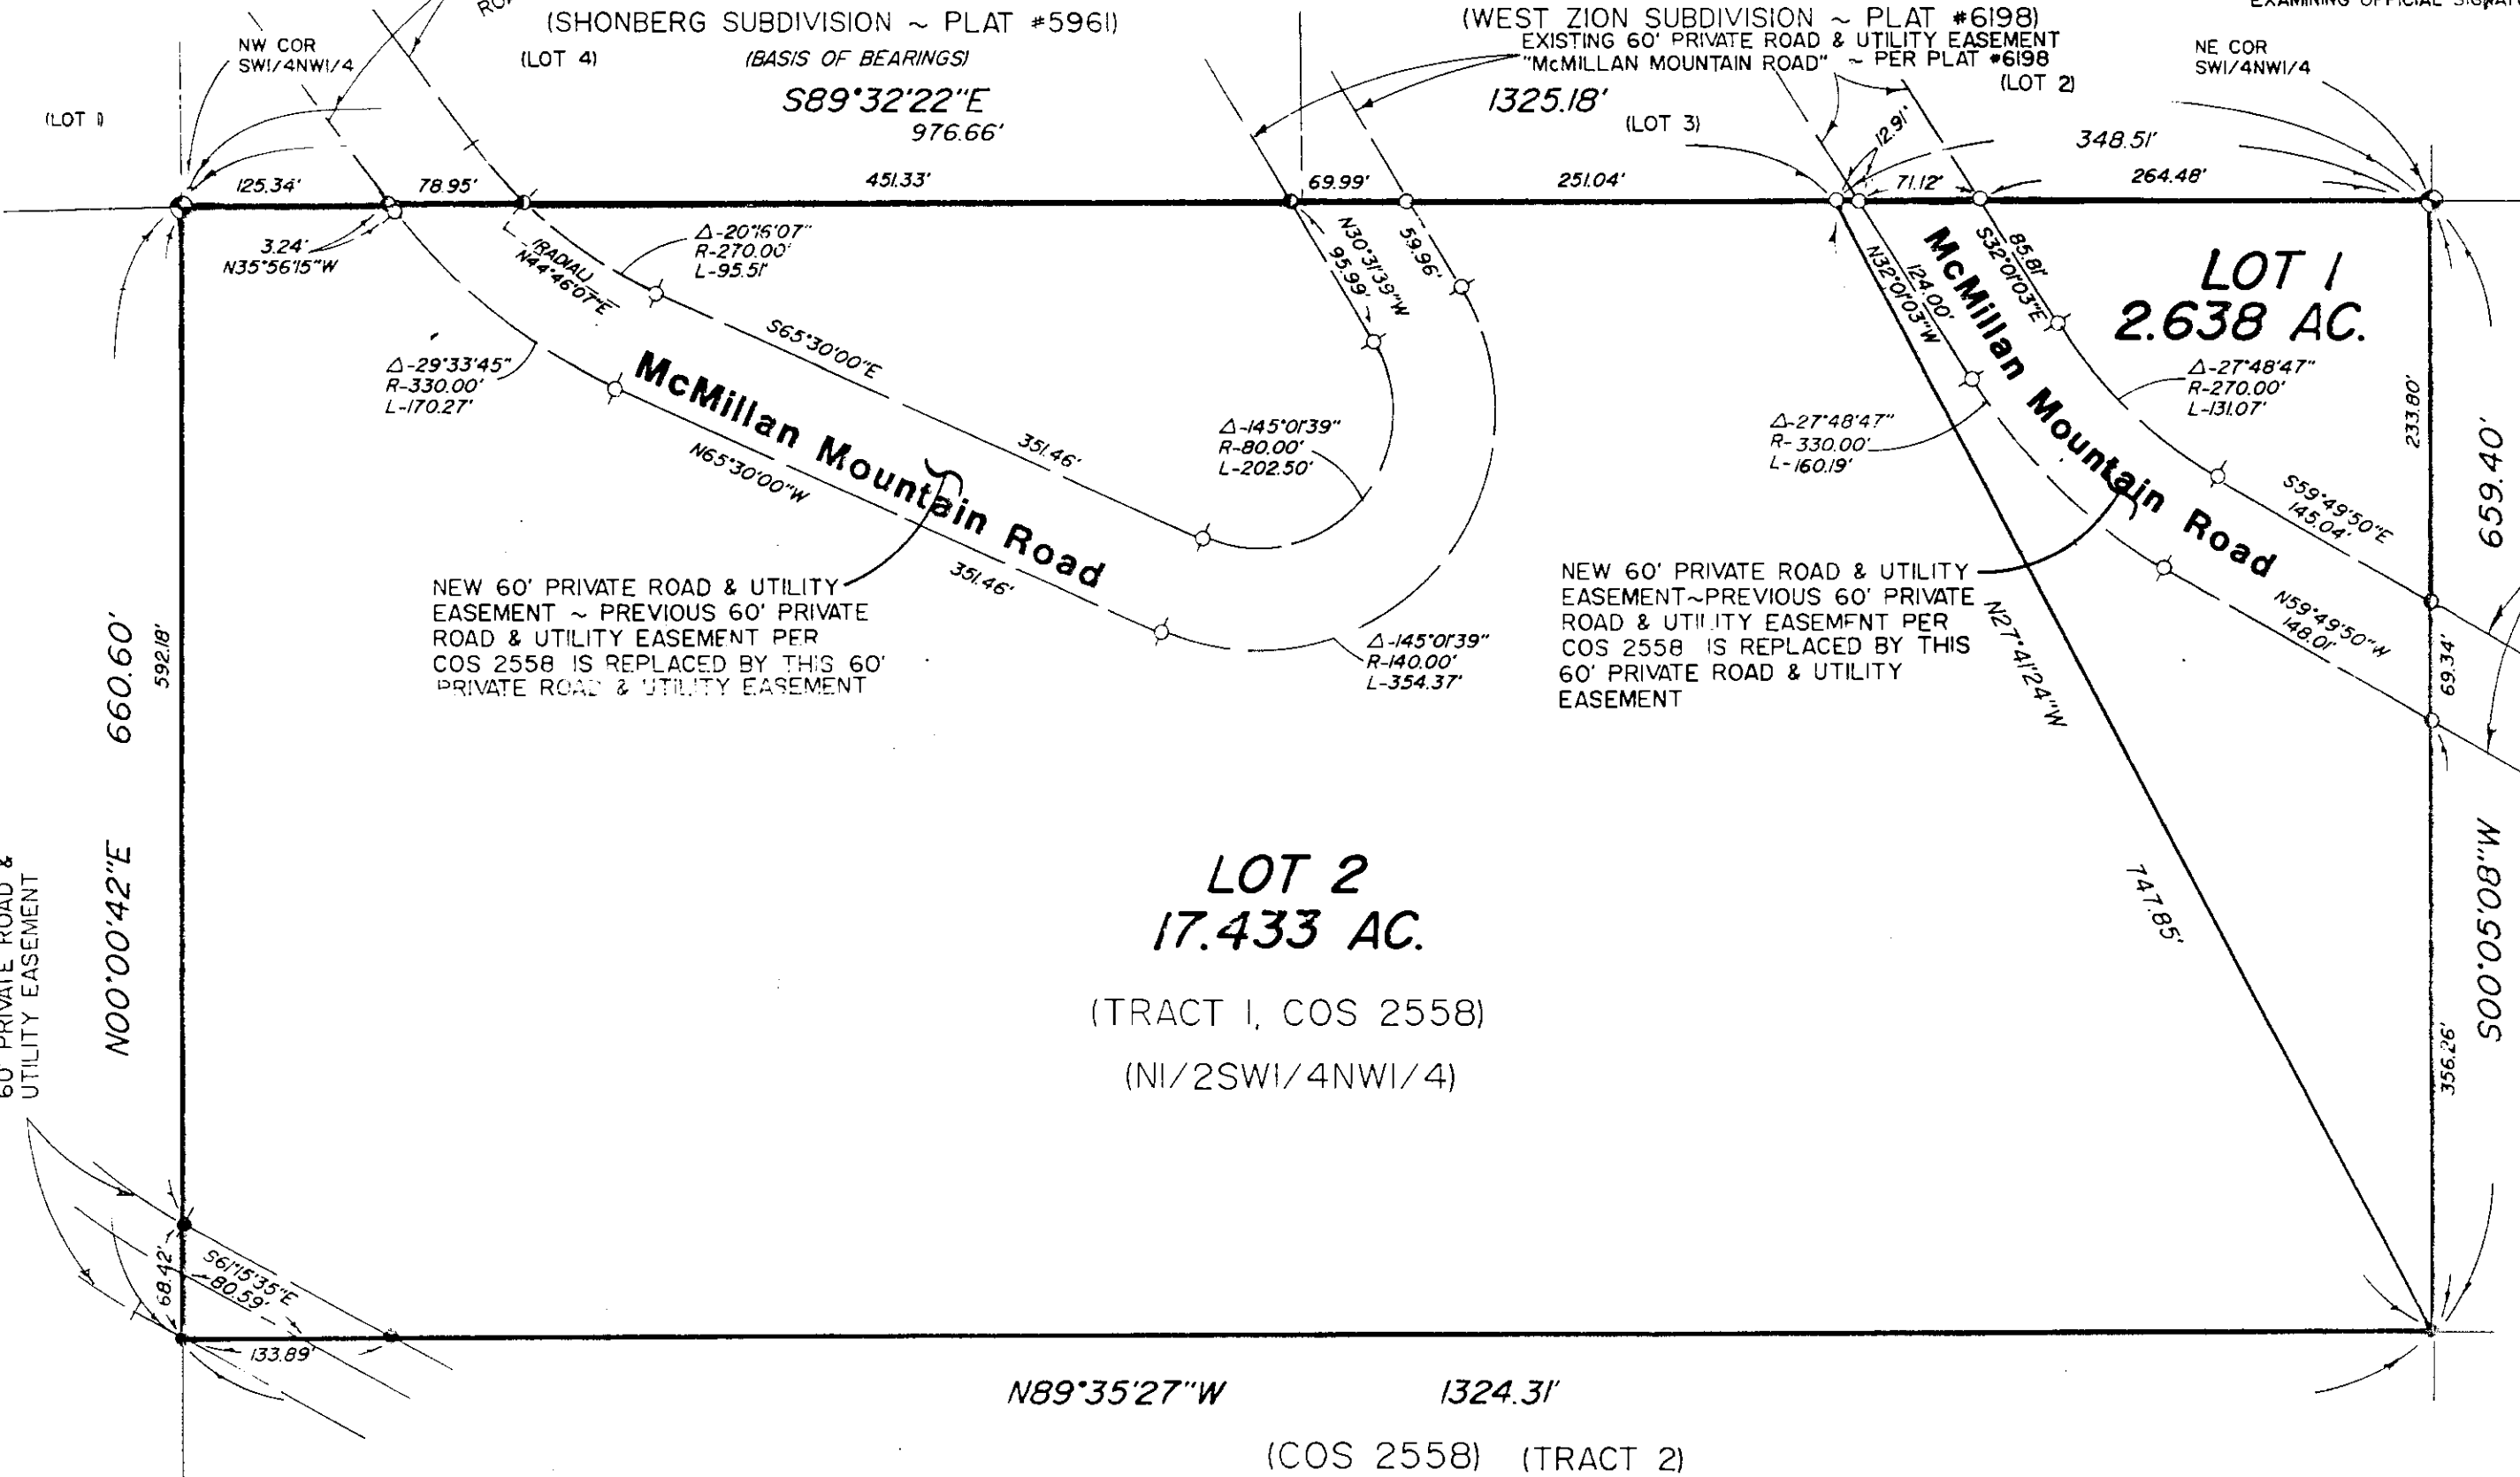 (SHONBERG SUBDIVISION ~ PLAT #5961)
(LOT 4)
(BASIS OF BEARINGS)
(WEST ZION SUBDIVISION ~ PLAT #6198)
EXISTING 60' PRIVATE ROAD & UTILITY EASEMENT
"McMILLAN MOUNTAIN ROAD" ~ PER PLAT #6198
(LOT 2)
EXAMINING OFFICIAL
NW COR
SW1/4NW1/4
NE COR
SW1/4NW1/4
(LOT 1)
S89°32'22"E
976.66'
1325.18'
(LOT 3)
12.91'
348.51'
125.34'
78.95'
451.33'
69.99'
251.04'
71.12'
264.48'
3.24'
N35°56'15"W
(RADIAL)
N44°46'07"E
Δ-20°16'07"
R-270.00'
L-95.51'
N30°31'39"W
95.99'
59.96'
N32°01'03"W
124.00'
85.81'
S32°01'03"E
LOT 1
2.638 AC.
Δ-29°33'45"
R-330.00'
L-170.27'
S65°30'00"E
351.46'
McMillan Mountain Road
N65°30'00"W
351.46'
Δ-145°01'39"
R-80.00'
L-202.50'
Δ-27°48'47"
R-330.00'
L-160.19'
McMillan Mountain Road
Δ-27°48'47"
R-270.00'
L-131.07'
S59°49'50"E
145.04'
N59°49'50"W
148.01'
233.80'
659.40'
69.34'
NEW 60' PRIVATE ROAD & UTILITY
EASEMENT ~ PREVIOUS 60' PRIVATE
ROAD & UTILITY EASEMENT PER
COS 2558 IS REPLACED BY THIS 60'
PRIVATE ROAD & UTILITY EASEMENT
Δ-145°01'39"
R-140.00'
L-354.37'
NEW 60' PRIVATE ROAD & UTILITY
EASEMENT~PREVIOUS 60' PRIVATE
ROAD & UTILITY EASEMENT PER
COS 2558 IS REPLACED BY THIS
60' PRIVATE ROAD & UTILITY
EASEMENT
N27°41'24"W
747.85'
660.60'
592.18'
N00°00'42"E
60' PRIVATE ROAD &
UTILITY EASEMENT
LOT 2
17.433 AC.
(TRACT 1, COS 2558)
(N1/2SW1/4NW1/4)
S00°05'08"W
356.26'
68.42'
S61°15'35"E
80.59'
133.89'
N89°35'27"W
1324.31'
(COS 2558) (TRACT 2)